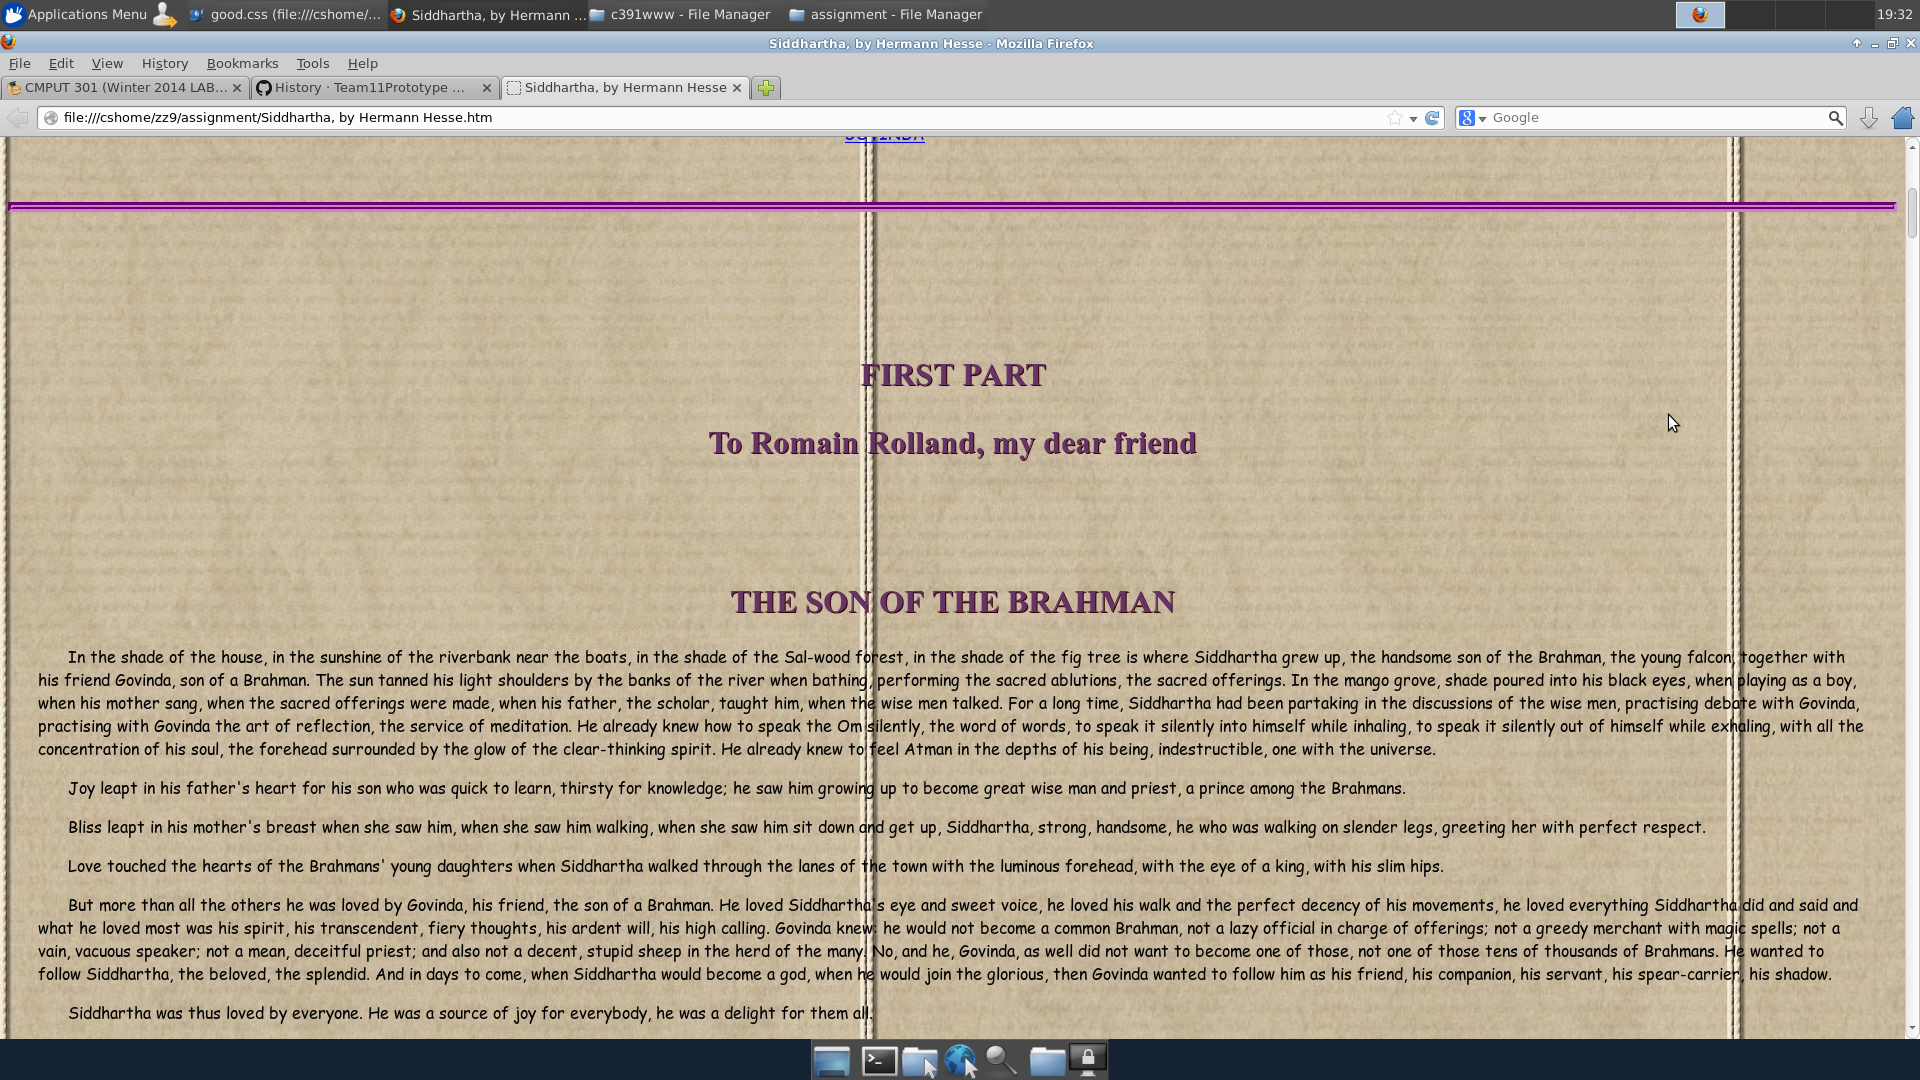 Applications Menu
good.css (file:///cshome/...
Siddhartha, by Hermann ...
c391www - File Manager
assignment - File Manager
19:32
Siddhartha, by Hermann Hesse - Mozilla Firefox
File Edit View History Bookmarks Tools Help
CMPUT 301 (Winter 2014 LAB...
History · Team11Prototype ...
Siddhartha, by Hermann Hesse
file:///cshome/zz9/assignment/Siddhartha, by Hermann Hesse.htm
Google
GOVINDA
FIRST PART
To Romain Rolland, my dear friend
THE SON OF THE BRAHMAN
In the shade of the house, in the sunshine of the riverbank near the boats, in the shade of the Sal-wood forest, in the shade of the fig tree is where Siddhartha grew up, the handsome son of the Brahman, the young falcon, together with
his friend Govinda, son of a Brahman. The sun tanned his light shoulders by the banks of the river when bathing, performing the sacred ablutions, the sacred offerings. In the mango grove, shade poured into his black eyes, when playing as a boy,
when his mother sang, when the sacred offerings were made, when his father, the scholar, taught him, when the wise men talked. For a long time, Siddhartha had been partaking in the discussions of the wise men, practising debate with Govinda,
practising with Govinda the art of reflection, the service of meditation. He already knew how to speak the Om silently, the word of words, to speak it silently into himself while inhaling, to speak it silently out of himself while exhaling, with all the
concentration of his soul, the forehead surrounded by the glow of the clear-thinking spirit. He already knew to feel Atman in the depths of his being, indestructible, one with the universe.
Joy leapt in his father's heart for his son who was quick to learn, thirsty for knowledge; he saw him growing up to become great wise man and priest, a prince among the Brahmans.
Bliss leapt in his mother's breast when she saw him, when she saw him walking, when she saw him sit down and get up, Siddhartha, strong, handsome, he who was walking on slender legs, greeting her with perfect respect.
Love touched the hearts of the Brahmans' young daughters when Siddhartha walked through the lanes of the town with the luminous forehead, with the eye of a king, with his slim hips.
But more than all the others he was loved by Govinda, his friend, the son of a Brahman. He loved Siddhartha's eye and sweet voice, he loved his walk and the perfect decency of his movements, he loved everything Siddhartha did and said and
what he loved most was his spirit, his transcendent, fiery thoughts, his ardent will, his high calling. Govinda knew: he would not become a common Brahman, not a lazy official in charge of offerings; not a greedy merchant with magic spells; not a
vain, vacuous speaker; not a mean, deceitful priest; and also not a decent, stupid sheep in the herd of the many. No, and he, Govinda, as well did not want to become one of those, not one of those tens of thousands of Brahmans. He wanted to
follow Siddhartha, the beloved, the splendid. And in days to come, when Siddhartha would become a god, when he would join the glorious, then Govinda wanted to follow him as his friend, his companion, his servant, his spear-carrier, his shadow.
Siddhartha was thus loved by everyone. He was a source of joy for everybody, he was a delight for them all.